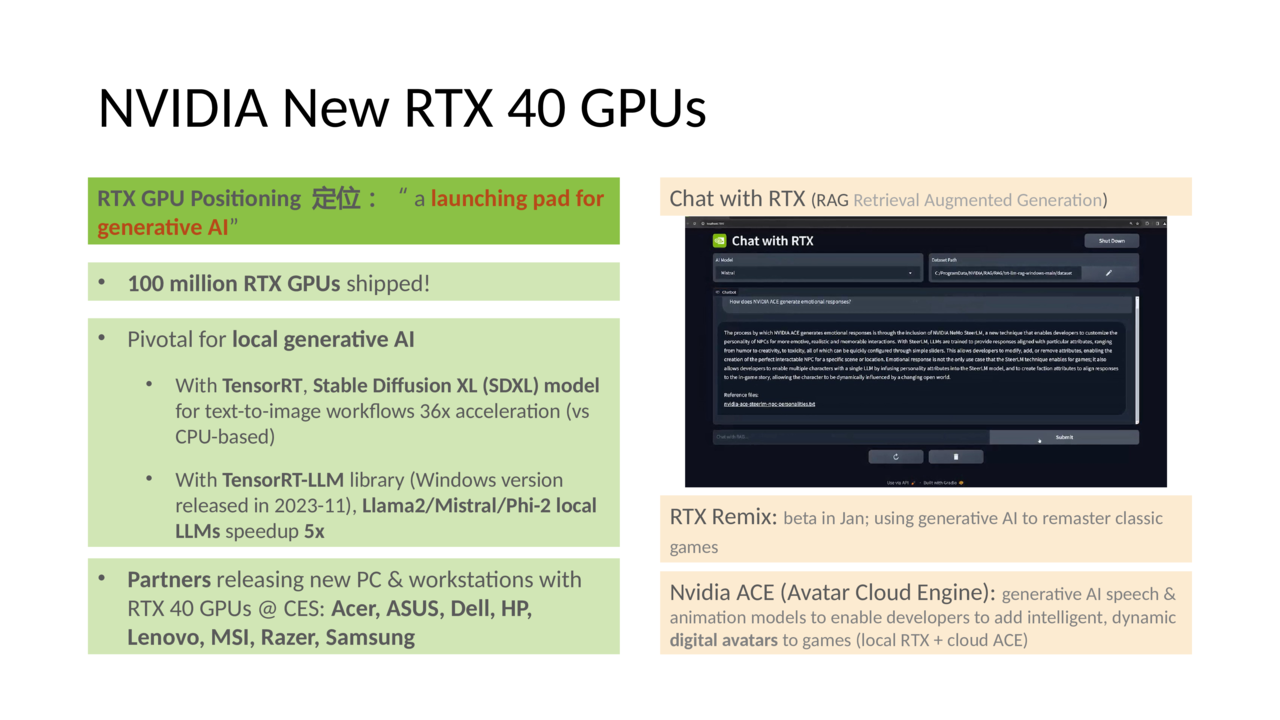 NVIDIA New RTX 40 GPUs
RTX GPU Positioning 定位： “ a launching pad for
generative AI”
• 100 million RTX GPUs shipped!
• Pivotal for local generative AI
• With TensorRT, Stable Diffusion XL (SDXL) model
for text-to-image workflows 36x acceleration (vs
CPU-based)
• With TensorRT-LLM library (Windows version
released in 2023-11), Llama2/Mistral/Phi-2 local
LLMs speedup 5x
• Partners releasing new PC & workstations with
RTX 40 GPUs @ CES: Acer, ASUS, Dell, HP,
Lenovo, MSI, Razer, Samsung
Chat with RTX (RAG Retrieval Augmented Generation)
Chat with RTX
Shut Down
AI Model
Mistral
Dataset Path
Chatbot
How does NVIDIA ACE generate emotional responses?
The process by which NVIDIA ACE generates emotional responses is through the inclusion of NVIDIA NeMo SteerLM, a new technique that enables developers to customize the
personality of NPCs for more emotive, realistic and memorable interactions. With SteerLM, LLMs are trained to provide responses aligned with particular attributes, ranging
from humor to creativity, to toxicity, all of which can be quickly configured through simple sliders. This allows developers to modify, add, or remove attributes, enabling the
creation of the perfect interactable NPC for a specific scene or location. Emotional response is not the only use case that the SteerLM technique enables for games; it also
allows developers to enable multiple characters with a single LLM by infusing personality attributes into the SteerLM model, and to create faction attributes to align responses
to the in-game story, allowing the character to be dynamically influenced by a changing open world.
Reference files:
nvidia-ace-steerlm-npc-personalities.txt
Chat with RAG...
Submit
Use via API
Built with Gradio
RTX Remix: beta in Jan; using generative AI to remaster classic
games
Nvidia ACE (Avatar Cloud Engine): generative AI speech &
animation models to enable developers to add intelligent, dynamic
digital avatars to games (local RTX + cloud ACE)